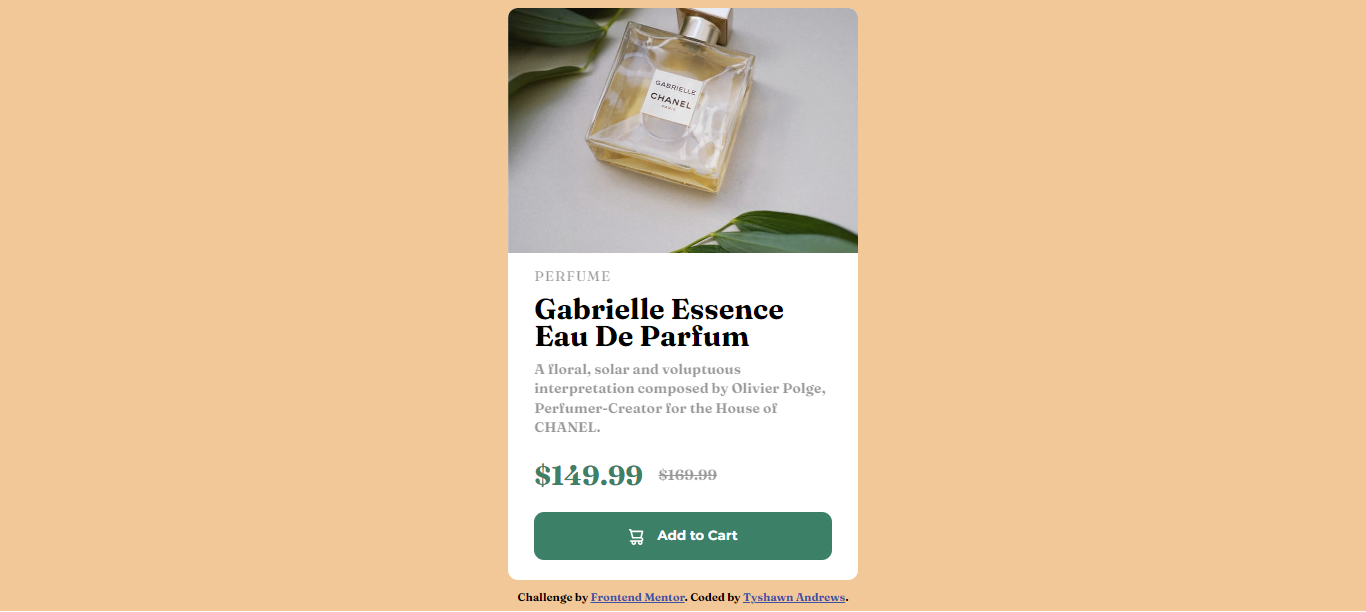 GABRIELLE
CHANEL
PARIS
PERFUME
Gabrielle Essence
Eau De Parfum
A floral, solar and voluptuous
interpretation composed by Olivier Polge,
Perfumer-Creator for the House of
CHANEL.
$149.99 $169.99
Add to Cart
Challenge by Frontend Mentor. Coded by Tyshawn Andrews.